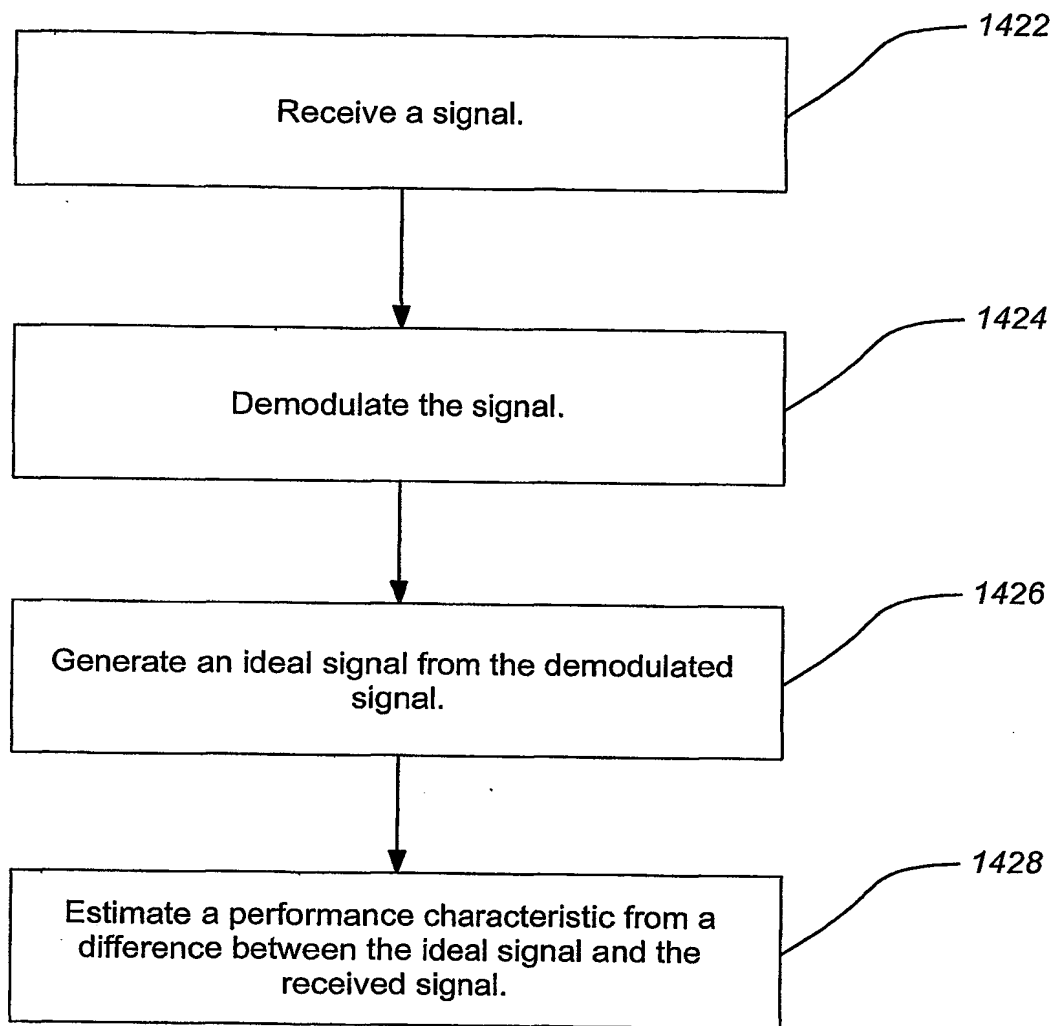 1422
Receive a signal.
1424
Demodulate the signal.
1426
Generate an ideal signal from the demodulated
signal.
1428
Estimate a performance characteristic from a
difference between the ideal signal and the
received signal.